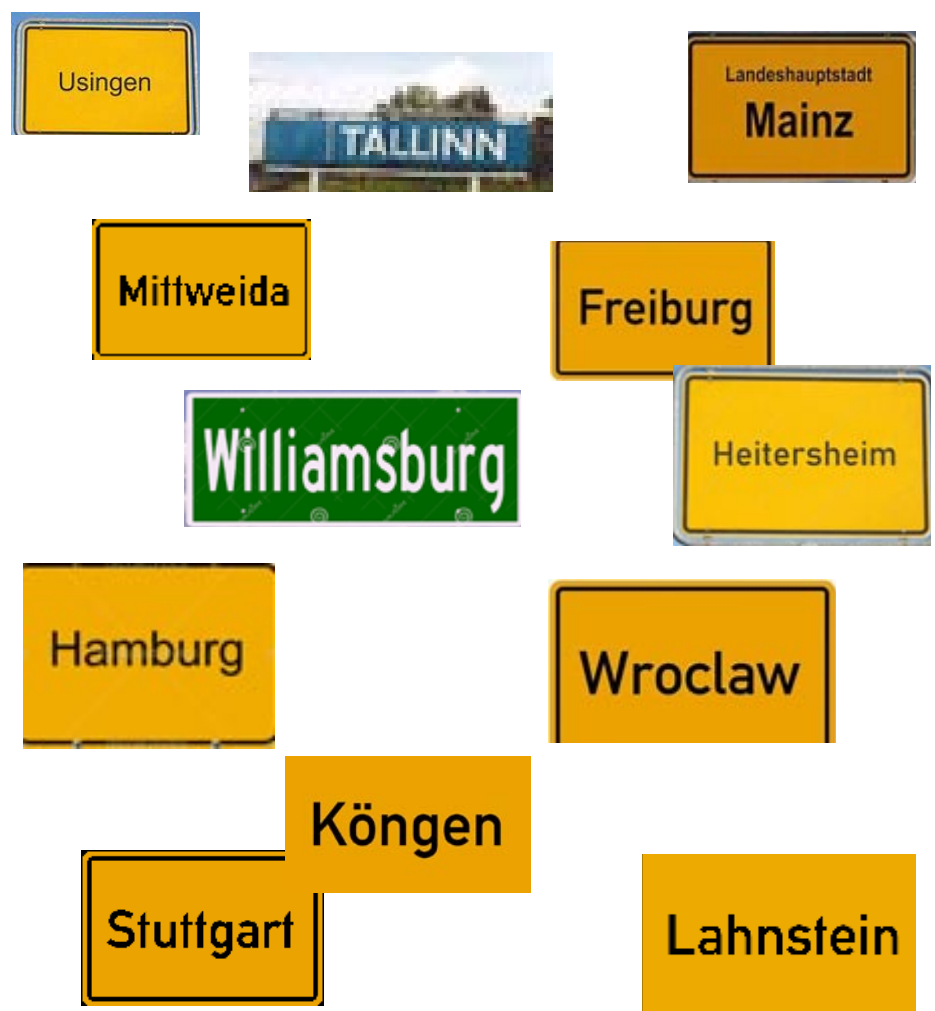 Usingen
TALLINN
Landeshauptstadt
Mainz
Mittweida
Freiburg
Williamsburg
Heitersheim
Hamburg
Wroclaw
Köngen
Stuttgart
Lahnstein